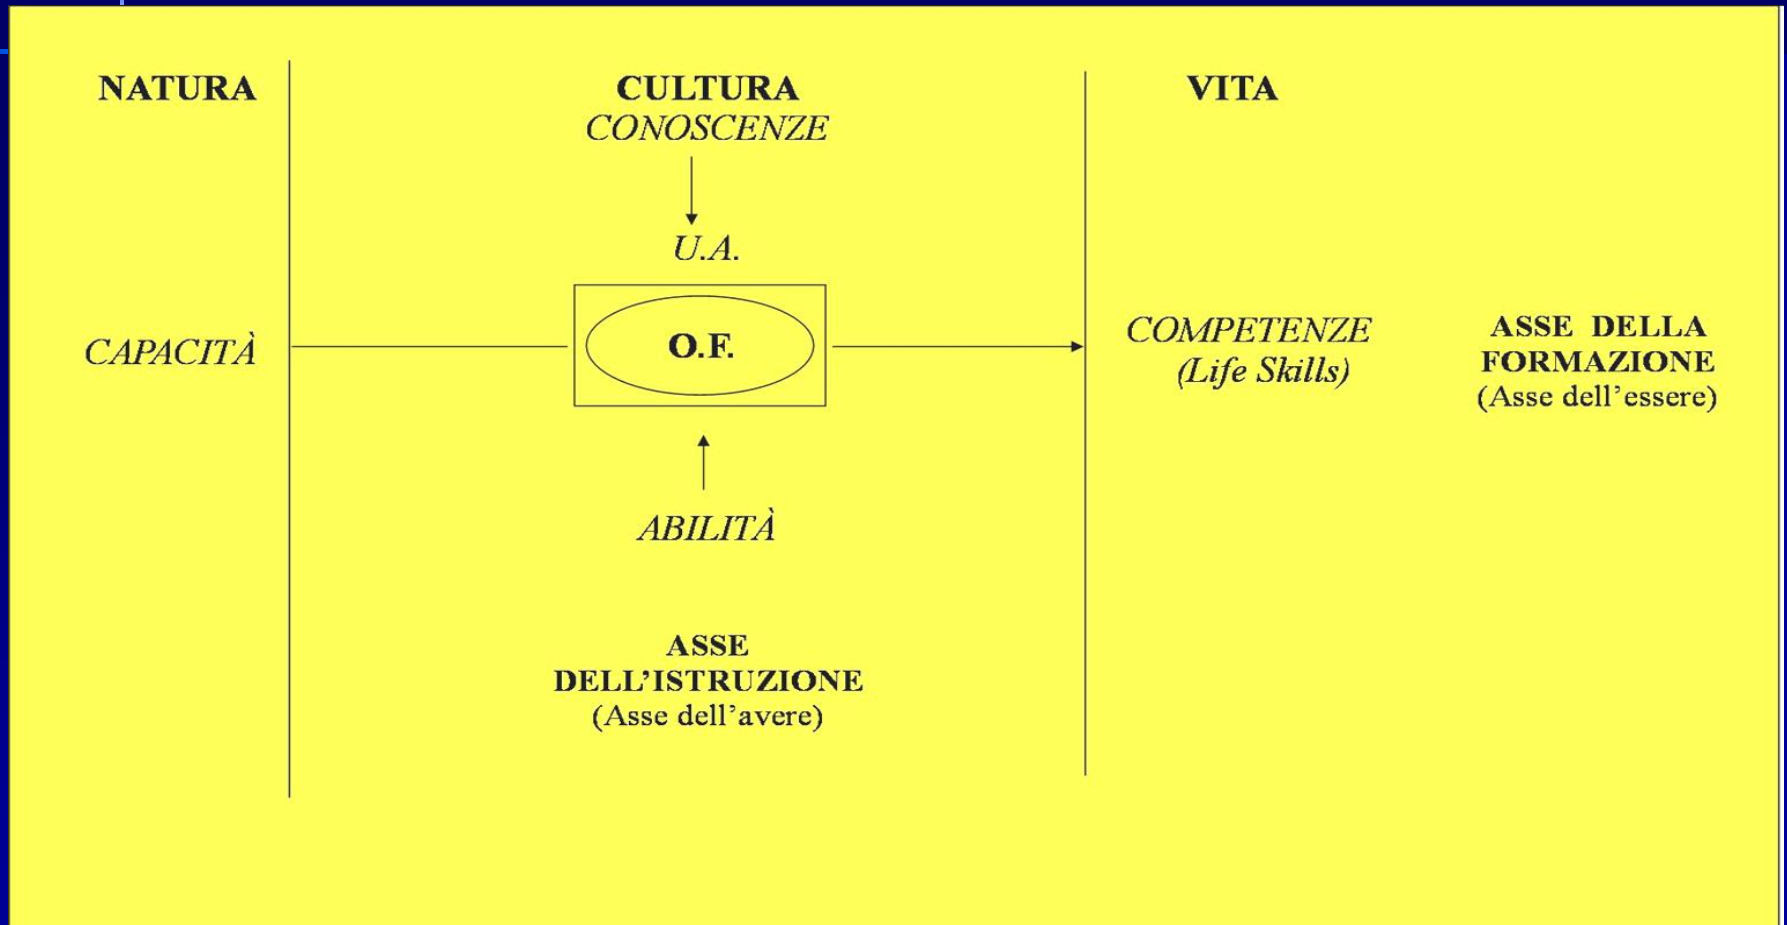 NATURA
CULTURA
VITA
CONOSCENZE
U.A.
CAPACITÀ
O.F.
COMPETENZE
(Life Skills)
ASSE DELLA
FORMAZIONE
(Asse dell’essere)
ABILITÀ
ASSE
DELL’ISTRUZIONE
(Asse dell’avere)